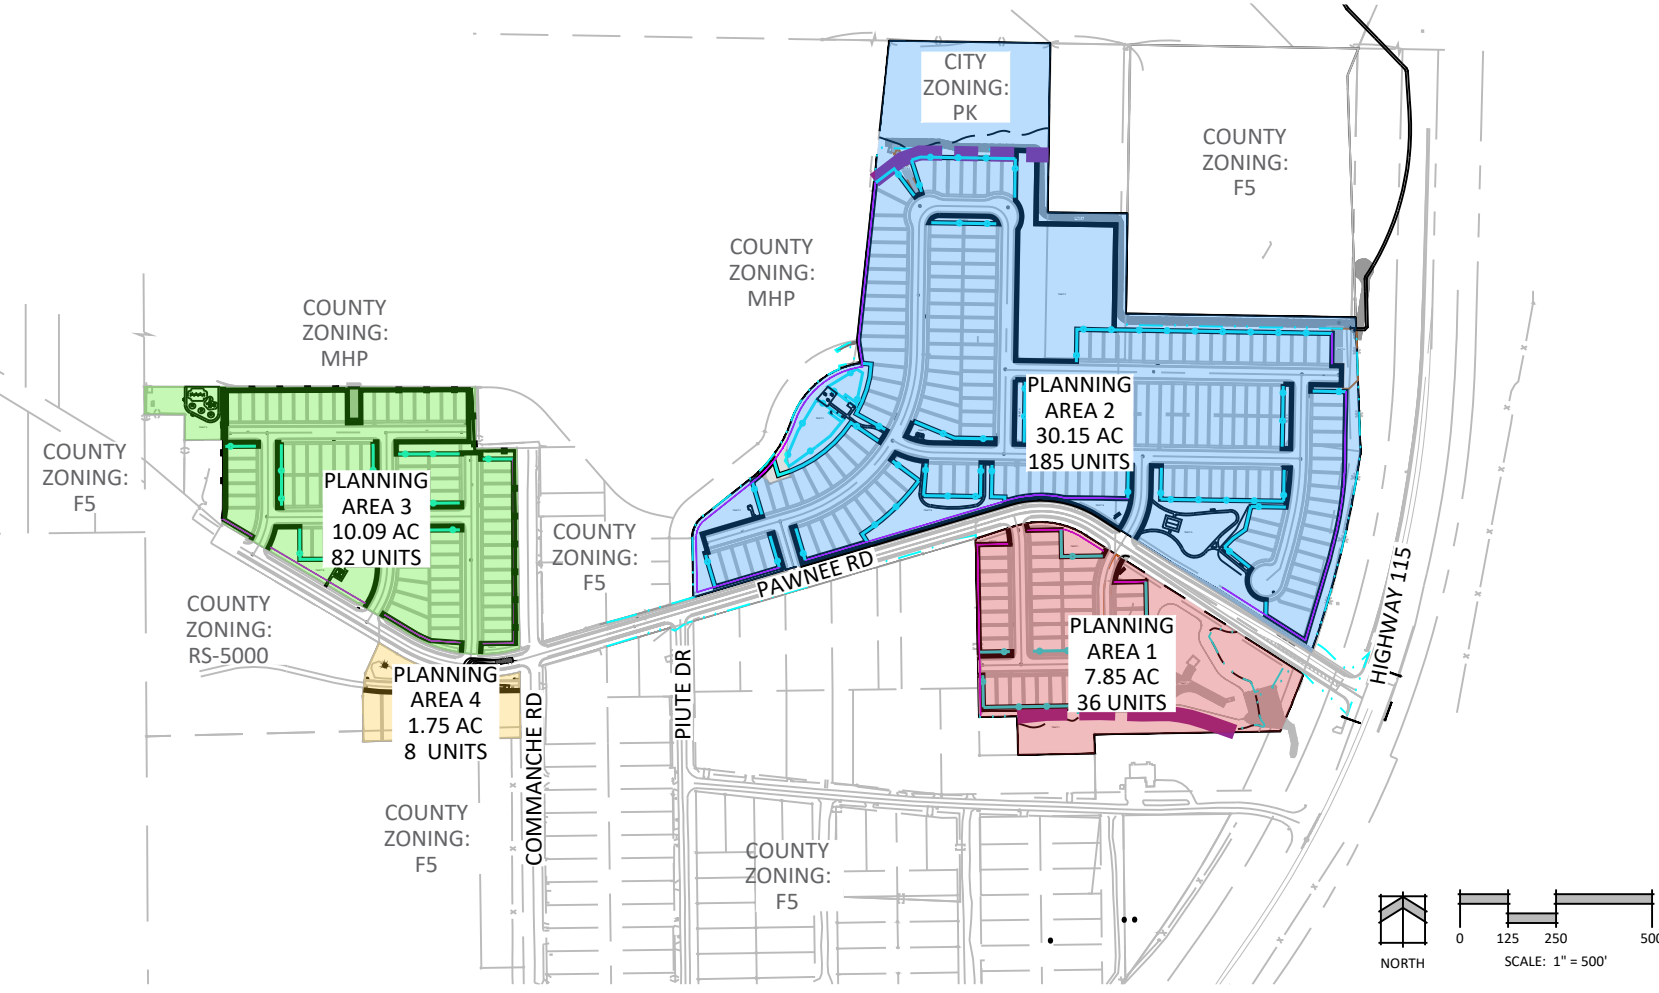 CITY
ZONING:
PK
COUNTY
ZONING:
F5
COUNTY
ZONING:
MHP
COUNTY
ZONING:
MHP
PLANNING
AREA 2
30.15 AC
185 UNITS
COUNTY
ZONING:
F5
PLANNING
AREA 3
10.09 AC
82 UNITS
COUNTY
ZONING:
F5
PAWNEE RD
HIGHWAY 115
COUNTY
ZONING:
RS-5000
PLANNING
AREA 1
7.85 AC
36 UNITS
PLANNING
AREA 4
1.75 AC
8 UNITS
PIUTE DR
COMMANCHE RD
COUNTY
ZONING:
F5
COUNTY
ZONING:
F5
0 125 250 500
NORTH
SCALE: 1" = 500'